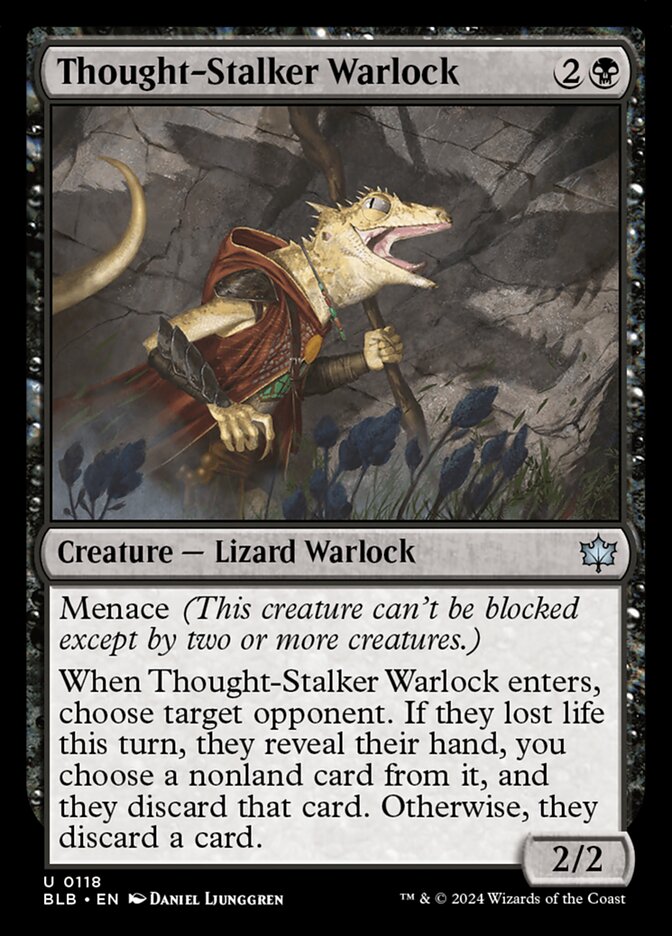 Thought-Stalker Warlock 2
Creature — Lizard Warlock
Menace (This creature can't be blocked
except by two or more creatures.)
When Thought-Stalker Warlock enters,
choose target opponent. If they lost life
this turn, they reveal their hand, you
choose a nonland card from it, and
they discard that card. Otherwise, they
discard a card.
2/2
U 0118
BLB • EN Daniel Ljunggren
™ & © 2024 Wizards of the Coast